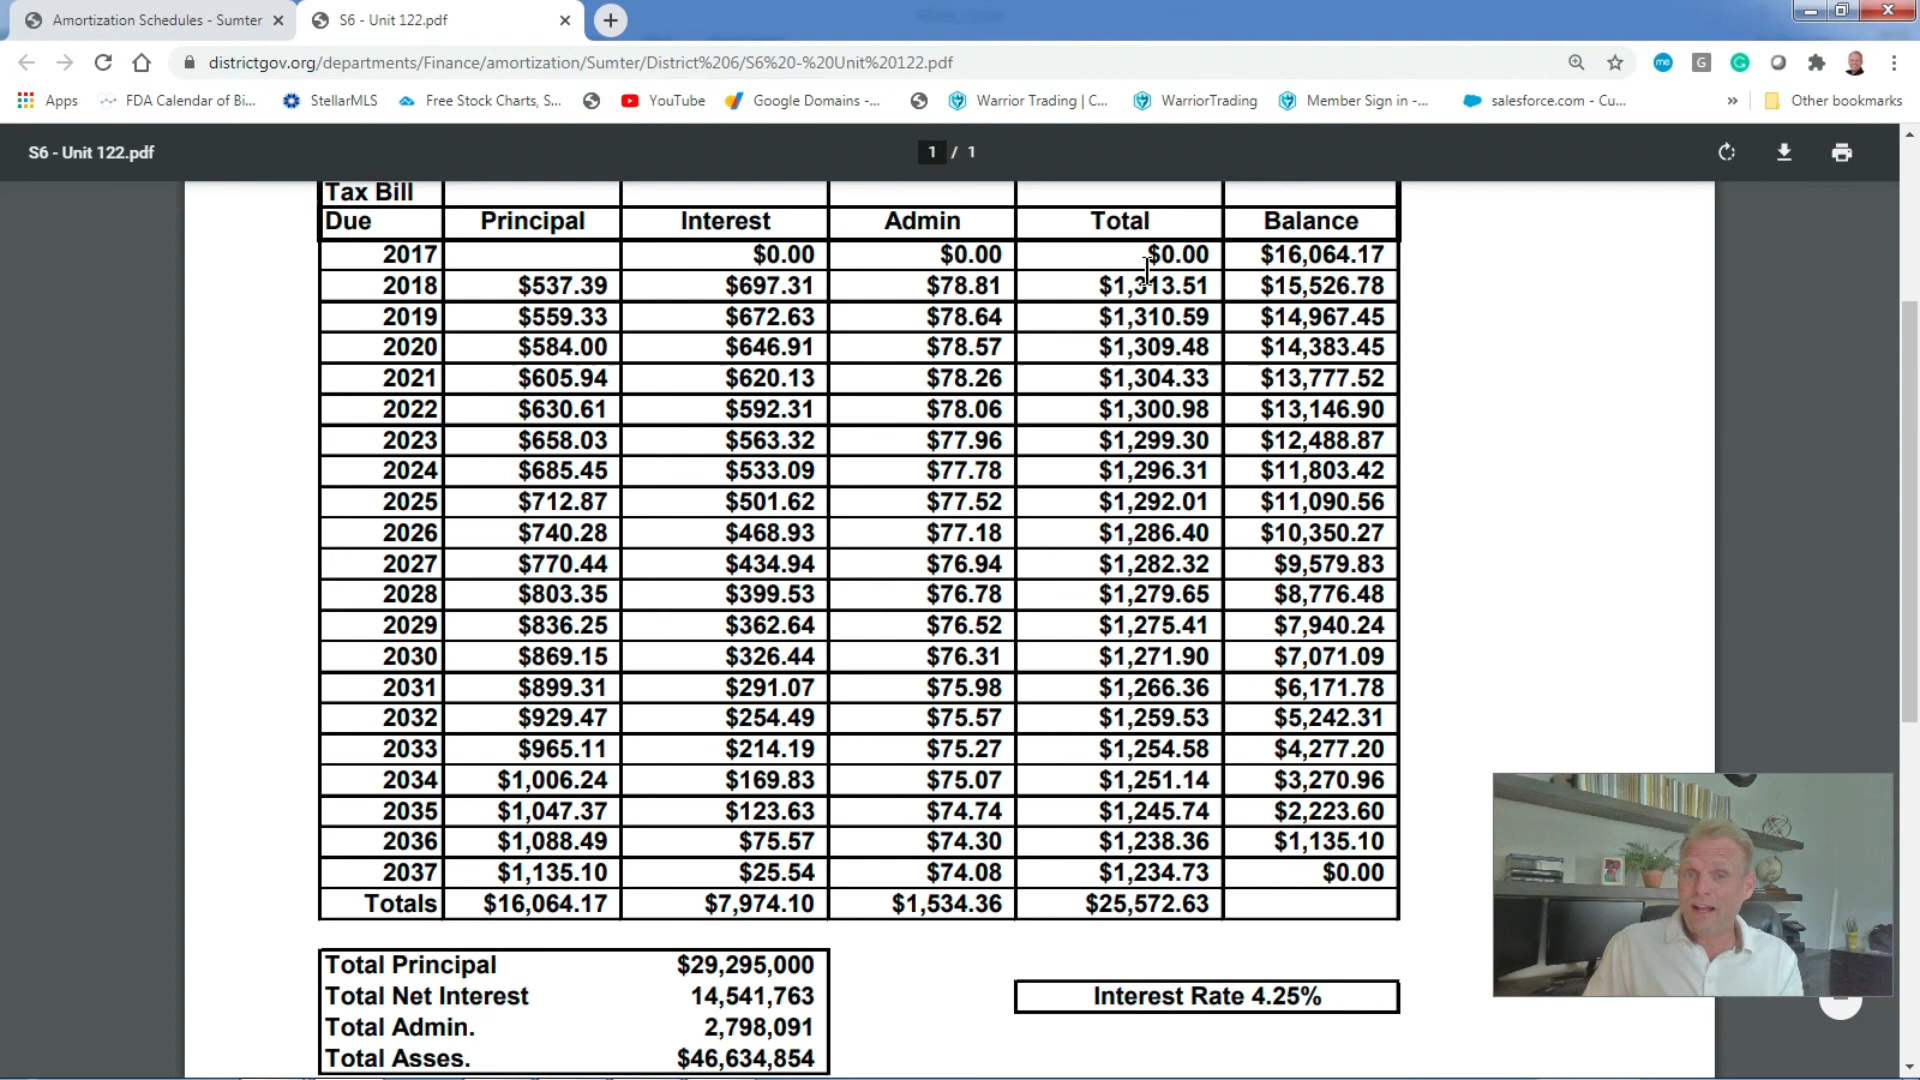 Amortization Schedules - Sumter
S6 - Unit 122.pdf
districtgov.org/departments/Finance/amortization/Sumter/District%206/S6%20-%20Unit%20122.pdf
Apps FDA Calendar of Bi... StellarMLS Free Stock Charts, S... YouTube Google Domains -... Warrior Trading | C... WarriorTrading Member Sign in -... salesforce.com - Cu... » Other bookmarks
S6 - Unit 122.pdf 1 / 1
Tax Bill
Due Principal Interest Admin Total Balance
2017 $0.00 $0.00 $0.00 $16,064.17
2018 $537.39 $697.31 $78.81 $1,313.51 $15,526.78
2019 $559.33 $672.63 $78.64 $1,310.59 $14,967.45
2020 $584.00 $646.91 $78.57 $1,309.48 $14,383.45
2021 $605.94 $620.13 $78.26 $1,304.33 $13,777.52
2022 $630.61 $592.31 $78.06 $1,300.98 $13,146.90
2023 $658.03 $563.32 $77.96 $1,299.30 $12,488.87
2024 $685.45 $533.09 $77.78 $1,296.31 $11,803.42
2025 $712.87 $501.62 $77.52 $1,292.01 $11,090.56
2026 $740.28 $468.93 $77.18 $1,286.40 $10,350.27
2027 $770.44 $434.94 $76.94 $1,282.32 $9,579.83
2028 $803.35 $399.53 $76.78 $1,279.65 $8,776.48
2029 $836.25 $362.64 $76.52 $1,275.41 $7,940.24
2030 $869.15 $326.44 $76.31 $1,271.90 $7,071.09
2031 $899.31 $291.07 $75.98 $1,266.36 $6,171.78
2032 $929.47 $254.49 $75.57 $1,259.53 $5,242.31
2033 $965.11 $214.19 $75.27 $1,254.58 $4,277.20
2034 $1,006.24 $169.83 $75.07 $1,251.14 $3,270.96
2035 $1,047.37 $123.63 $74.74 $1,245.74 $2,223.60
2036 $1,088.49 $75.57 $74.30 $1,238.36 $1,135.10
2037 $1,135.10 $25.54 $74.08 $1,234.73 $0.00
Totals $16,064.17 $7,974.10 $1,534.36 $25,572.63
Total Principal $29,295,000
Total Net Interest 14,541,763
Total Admin. 2,798,091
Total Asses. $46,634,854
Interest Rate 4.25%